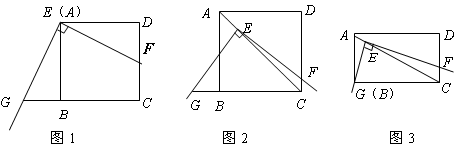 E (A) D
F
G B C
图1
A D
E
F
G B C
图2
A D
E F
G (B) C
图3